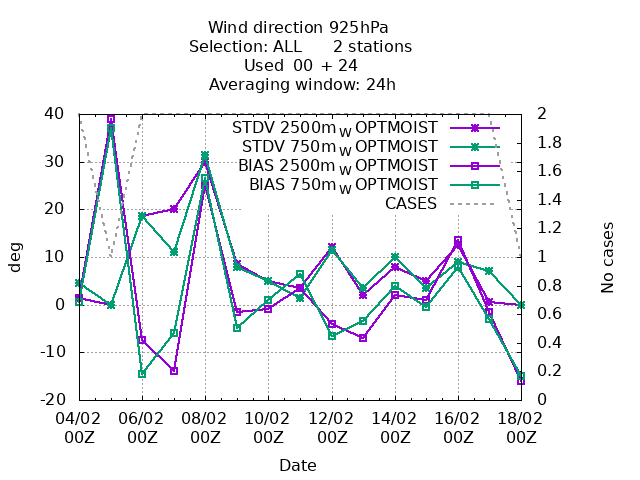 Wind direction 925hPa
Selection: ALL 2 stations
Used 00 + 24
Averaging window: 24h
STDV 2500m_W OPTMOIST
STDV 750m_W OPTMOIST
BIAS 2500m_W OPTMOIST
BIAS 750m_W OPTMOIST
CASES
40
30
20
10
0
-10
-20
deg
2
1.8
1.6
1.4
1.2
1
0.8
0.6
0.4
0.2
0
No cases
04/02 06/02 08/02 10/02 12/02 14/02 16/02 18/02
00Z 00Z 00Z 00Z 00Z 00Z 00Z 00Z
Date